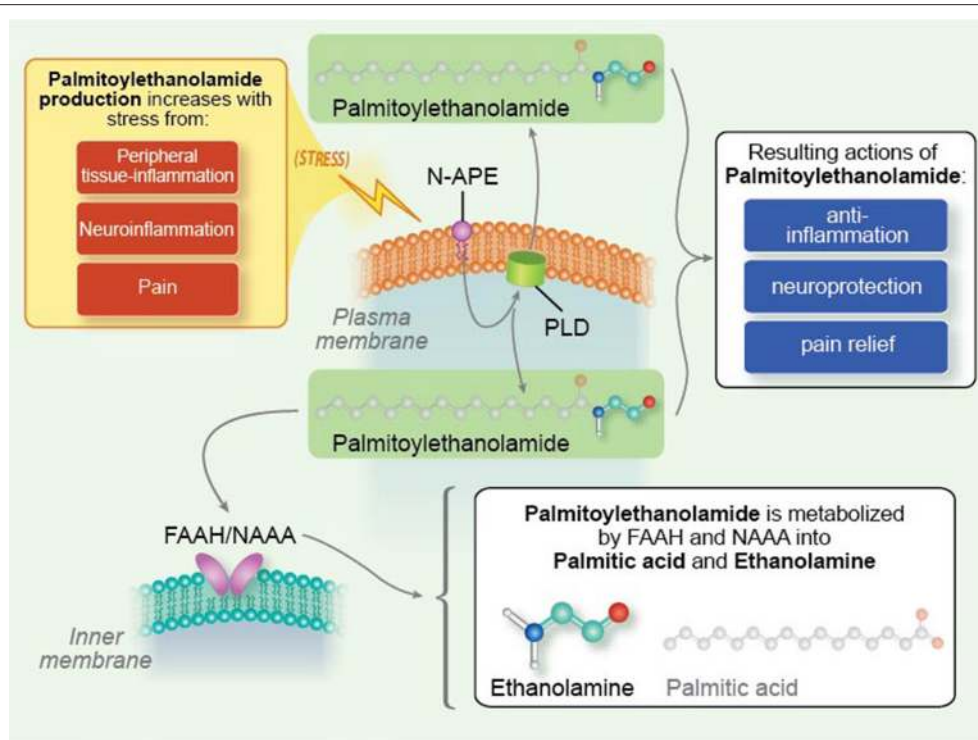 Palmitoylethanolamide
production increases with
stress from:
Peripheral
tissue-inflammation
Neuroinflammation
Pain
(STRESS)
Palmitoylethanolamide
N-APE
PLD
Plasma
membrane
Resulting actions of
Palmitoylethanolamide:
anti-
inflammation
neuroprotection
pain relief
Palmitoylethanolamide
FAAH/NAAA
Inner
membrane
Palmitoylethanolamide is metabolized
by FAAH and NAAA into
Palmitic acid and Ethanolamine
Ethanolamine
Palmitic acid